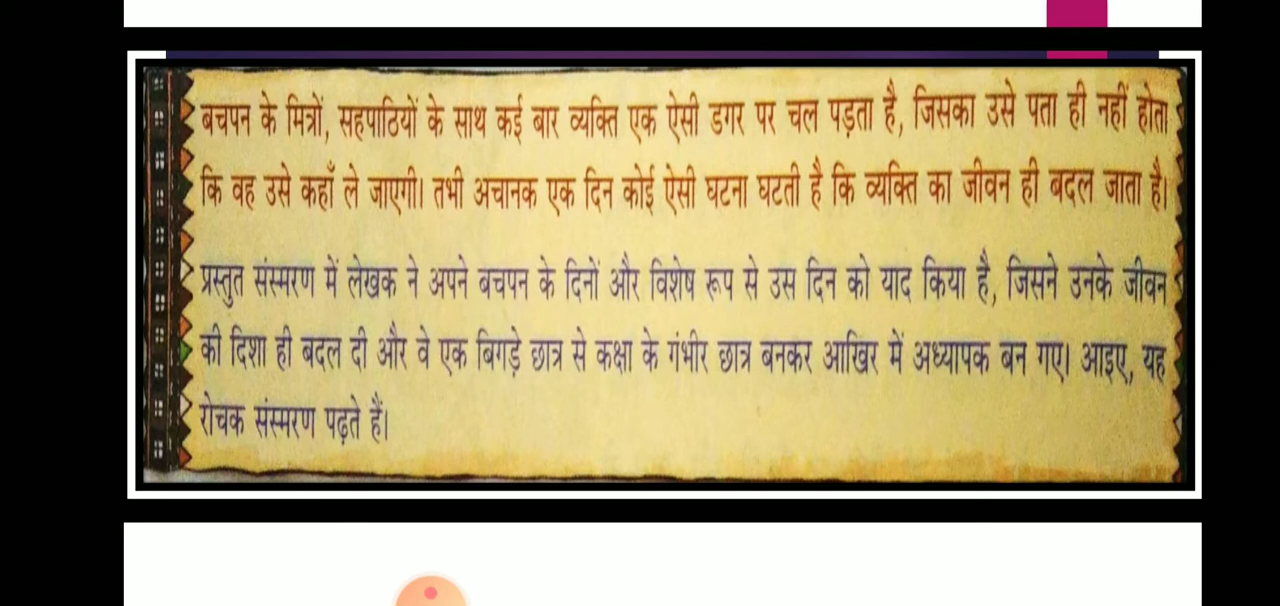 बचपन के मित्रों, सहपाठियों के साथ कई बार व्यक्ति एक ऐसी डगर पर चल पड़ता है, जिसका उसे पता ही नहीं होता
कि वह उसे कहाँ ले जाएगी। तभी अचानक एक दिन कोई ऐसी घटना घटती है कि व्यक्ति का जीवन ही बदल जाता है।
प्रस्तुत संस्मरण में लेखक ने अपने बचपन के दिनों और विशेष रूप से उस दिन को याद किया है, जिसने उनके जीवन
की दिशा ही बदल दी और वे एक बिगड़े छात्र से कक्षा के गंभीर छात्र बनकर आखिर में अध्यापक बन गए। आइए, यह
रोचक संस्मरण पढ़ते हैं।